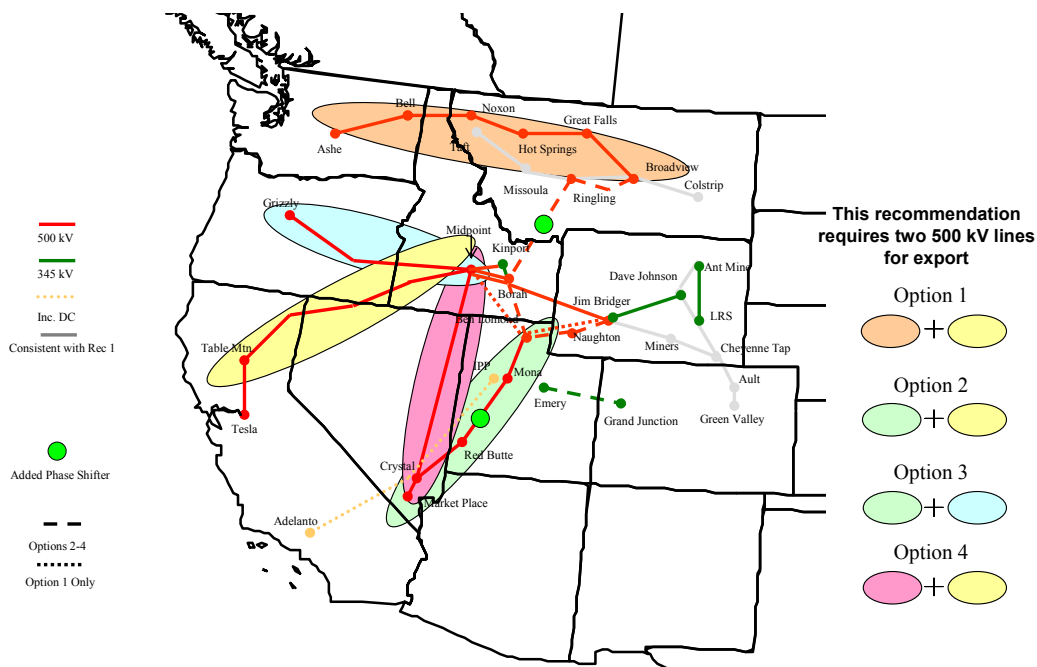 Bell
Noxon
Great Falls
Ashe
Taft
Hot Springs
Broadview
Missoula
Ringling
Colstrip
Grizzly
500 kV
345 kV
Inc. DC
Consistent with Rec 1
Midpoint
Kinport
Borah
Dave Johnson
Ant Mine
Jim Bridger
LRS
Ben Lomond
Naughton
Miners
Cheyenne Tap
Table Mtn
IPP
Mona
Emery
Ault
Grand Junction
Green Valley
Tesla
Red Butte
Crystal
Market Place
Adelanto
Added Phase Shifter
Options 2-4
Option 1 Only
This recommendation
requires two 500 kV lines
for export
Option 1
+
Option 2
+
Option 3
+
Option 4
+